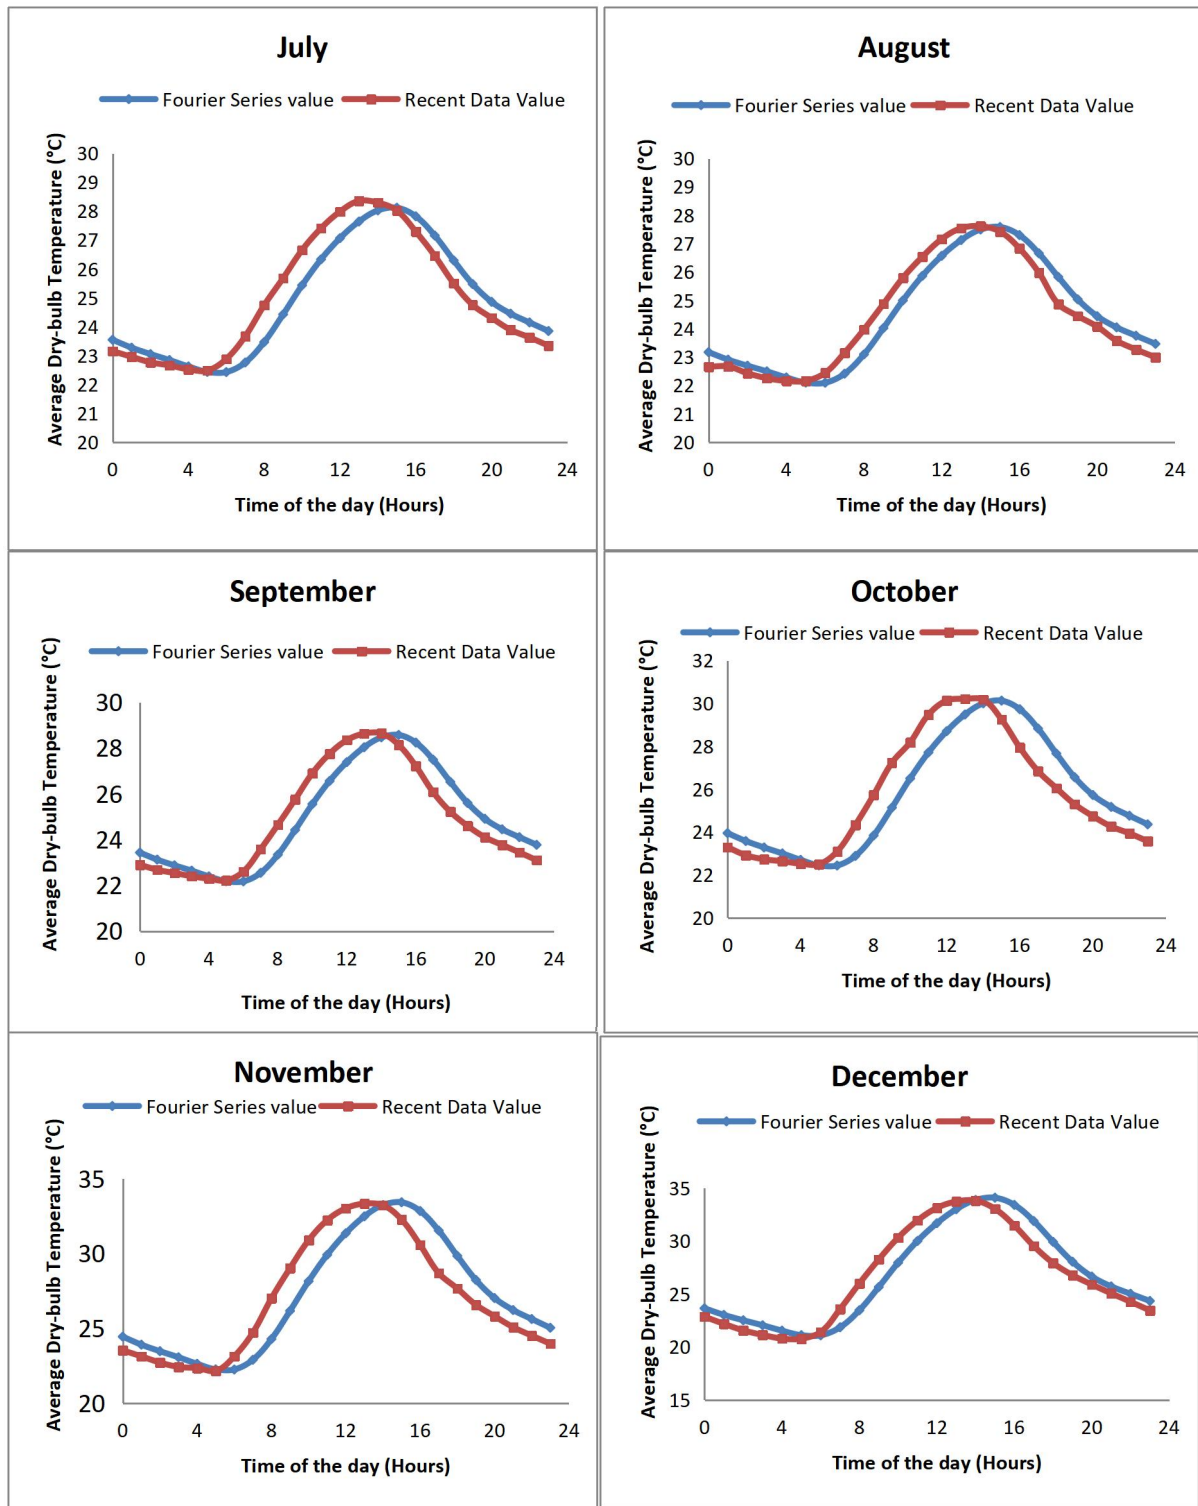 July
Fourier Series value Recent Data Value
Average Dry-bulb Temperature (°C)
30
29
28
27
26
25
24
23
22
21
20
0 4 8 12 16 20 24
Time of the day (Hours)
August
Fourier Series value Recent Data Value
Average Dry-bulb Temperature (°C)
30
29
28
27
26
25
24
23
22
21
20
0 4 8 12 16 20 24
Time of the day (Hours)
September
Fourier Series value Recent Data Value
Average Dry-bulb Temperature (°C)
30
28
26
24
22
20
0 4 8 12 16 20 24
Time of the day (Hours)
October
Fourier Series value Recent Data Value
Average Dry-bulb Temperature (°C)
32
30
28
26
24
22
20
0 4 8 12 16 20 24
Time of the day (Hours)
November
Fourier Series value Recent Data Value
Average Dry-bulb Temperature (°C)
35
30
25
20
0 4 8 12 16 20 24
Time of the day (Hours)
December
Fourier Series value Recent Data Value
Average Dry-bulb Temperature (°C)
35
30
25
20
15
0 4 8 12 16 20 24
Time of the day (Hours)